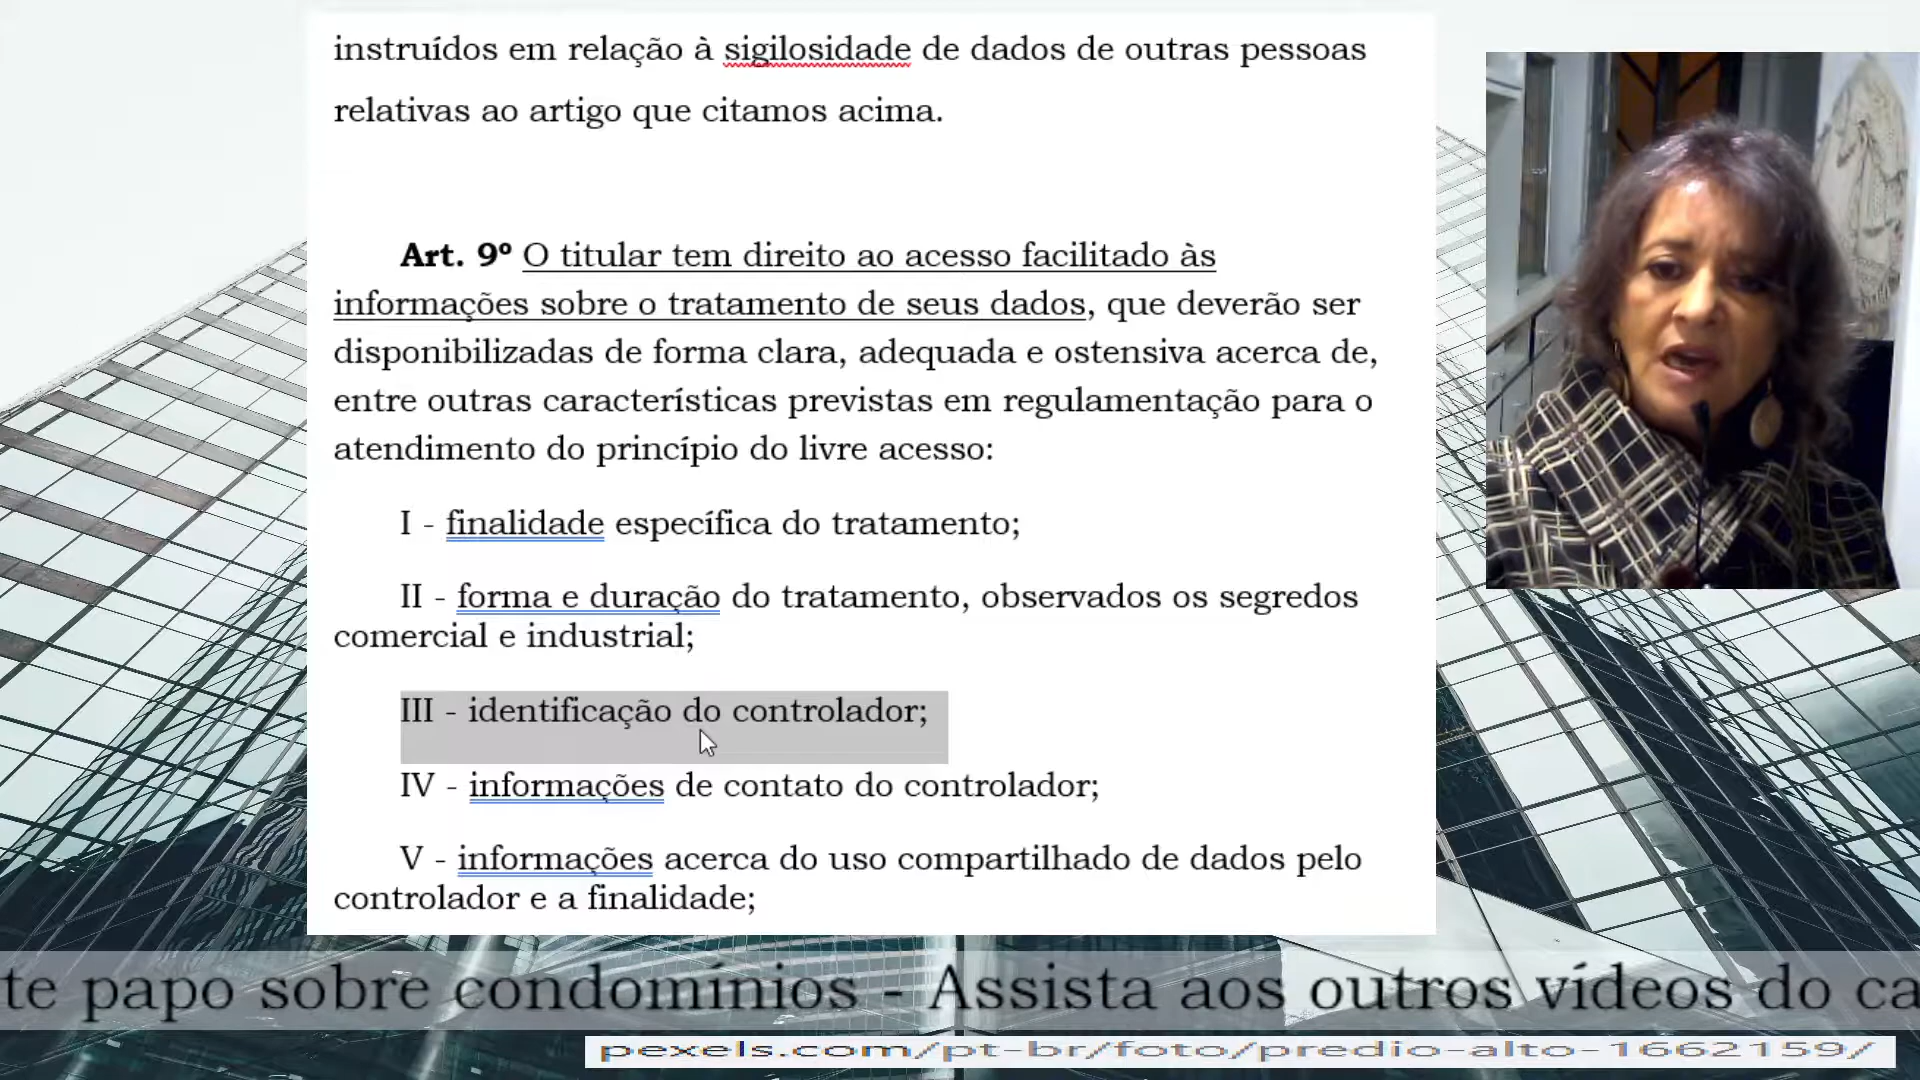 instruídos em relação à sigilosidade de dados de outras pessoas
relativas ao artigo que citamos acima.
Art. 9º O titular tem direito ao acesso facilitado às
informações sobre o tratamento de seus dados, que deverão ser
disponibilizadas de forma clara, adequada e ostensiva acerca de,
entre outras características previstas em regulamentação para o
atendimento do princípio do livre acesso:
I - finalidade específica do tratamento;
II - forma e duração do tratamento, observados os segredos
comercial e industrial;
III - identificação do controlador;
IV - informações de contato do controlador;
V - informações acerca do uso compartilhado de dados pelo
controlador e a finalidade;
te papo sobre condomínios - Assista aos outros vídeos do ca
pexels.com/pt-br/foto/predio-alto-1662159/